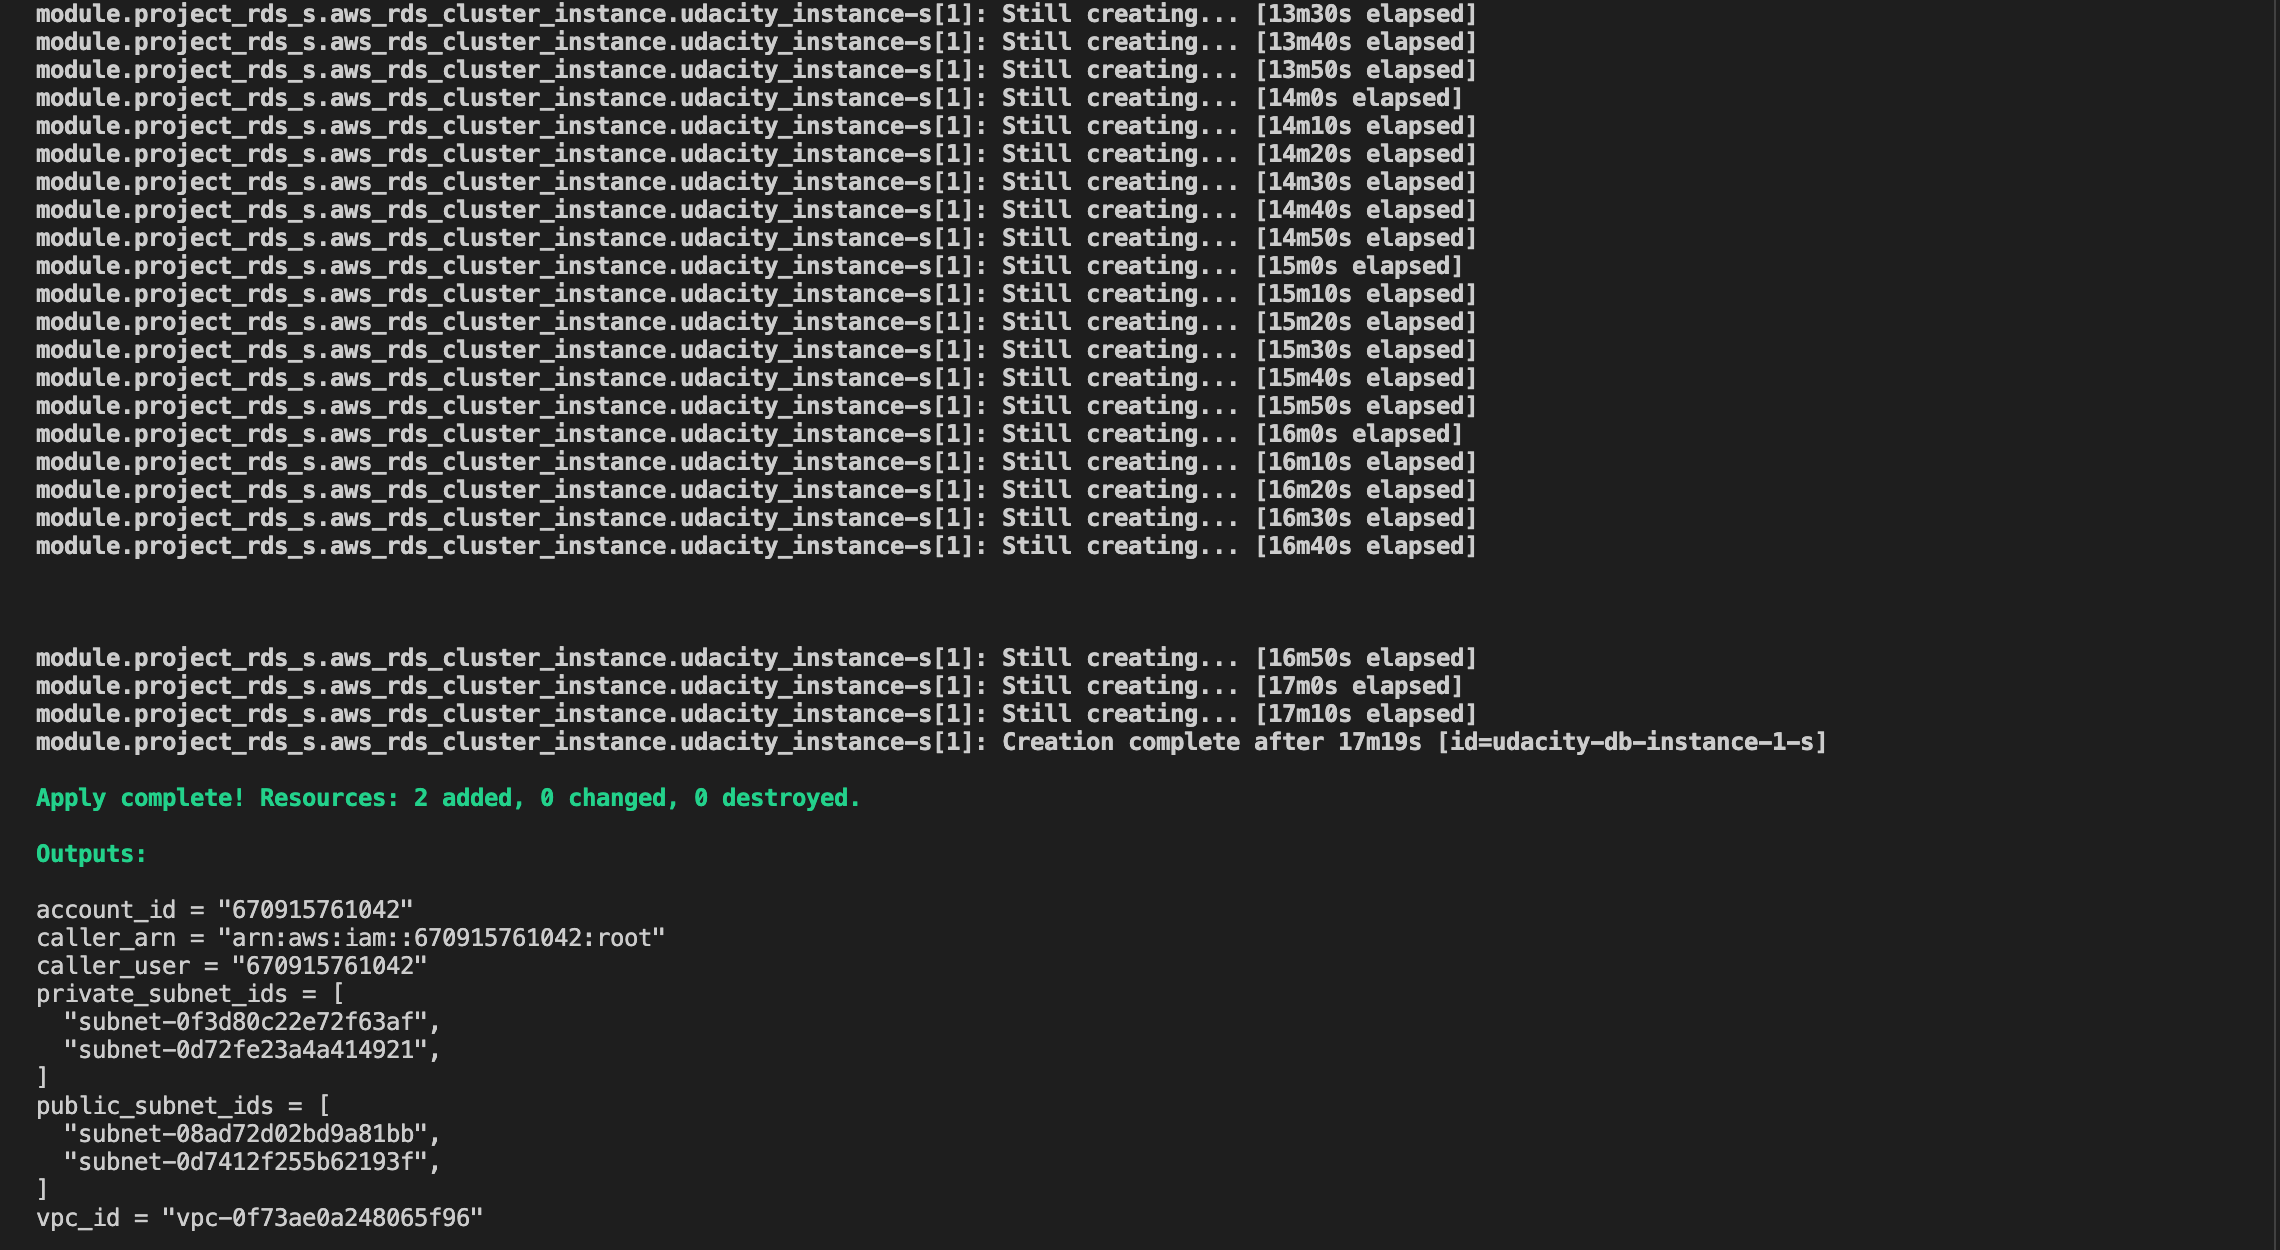 module.project_rds_s.aws_rds_cluster_instance.udacity_instance-s[1]: Still creating... [13m30s elapsed]
module.project_rds_s.aws_rds_cluster_instance.udacity_instance-s[1]: Still creating... [13m40s elapsed]
module.project_rds_s.aws_rds_cluster_instance.udacity_instance-s[1]: Still creating... [13m50s elapsed]
module.project_rds_s.aws_rds_cluster_instance.udacity_instance-s[1]: Still creating... [14m0s elapsed]
module.project_rds_s.aws_rds_cluster_instance.udacity_instance-s[1]: Still creating... [14m10s elapsed]
module.project_rds_s.aws_rds_cluster_instance.udacity_instance-s[1]: Still creating... [14m20s elapsed]
module.project_rds_s.aws_rds_cluster_instance.udacity_instance-s[1]: Still creating... [14m30s elapsed]
module.project_rds_s.aws_rds_cluster_instance.udacity_instance-s[1]: Still creating... [14m40s elapsed]
module.project_rds_s.aws_rds_cluster_instance.udacity_instance-s[1]: Still creating... [14m50s elapsed]
module.project_rds_s.aws_rds_cluster_instance.udacity_instance-s[1]: Still creating... [15m0s elapsed]
module.project_rds_s.aws_rds_cluster_instance.udacity_instance-s[1]: Still creating... [15m10s elapsed]
module.project_rds_s.aws_rds_cluster_instance.udacity_instance-s[1]: Still creating... [15m20s elapsed]
module.project_rds_s.aws_rds_cluster_instance.udacity_instance-s[1]: Still creating... [15m30s elapsed]
module.project_rds_s.aws_rds_cluster_instance.udacity_instance-s[1]: Still creating... [15m40s elapsed]
module.project_rds_s.aws_rds_cluster_instance.udacity_instance-s[1]: Still creating... [15m50s elapsed]
module.project_rds_s.aws_rds_cluster_instance.udacity_instance-s[1]: Still creating... [16m0s elapsed]
module.project_rds_s.aws_rds_cluster_instance.udacity_instance-s[1]: Still creating... [16m10s elapsed]
module.project_rds_s.aws_rds_cluster_instance.udacity_instance-s[1]: Still creating... [16m20s elapsed]
module.project_rds_s.aws_rds_cluster_instance.udacity_instance-s[1]: Still creating... [16m30s elapsed]
module.project_rds_s.aws_rds_cluster_instance.udacity_instance-s[1]: Still creating... [16m40s elapsed]
module.project_rds_s.aws_rds_cluster_instance.udacity_instance-s[1]: Still creating... [16m50s elapsed]
module.project_rds_s.aws_rds_cluster_instance.udacity_instance-s[1]: Still creating... [17m0s elapsed]
module.project_rds_s.aws_rds_cluster_instance.udacity_instance-s[1]: Still creating... [17m10s elapsed]
module.project_rds_s.aws_rds_cluster_instance.udacity_instance-s[1]: Creation complete after 17m19s [id=udacity-db-instance-1-s]
Apply complete! Resources: 2 added, 0 changed, 0 destroyed.
Outputs:
account_id = "670915761042"
caller_arn = "arn:aws:iam::670915761042:root"
caller_user = "670915761042"
private_subnet_ids = [
  "subnet-0f3d80c22e72f63af",
  "subnet-0d72fe23a4a414921",
]
public_subnet_ids = [
  "subnet-08ad72d02bd9a81bb",
  "subnet-0d7412f255b62193f",
]
vpc_id = "vpc-0f73ae0a248065f96"